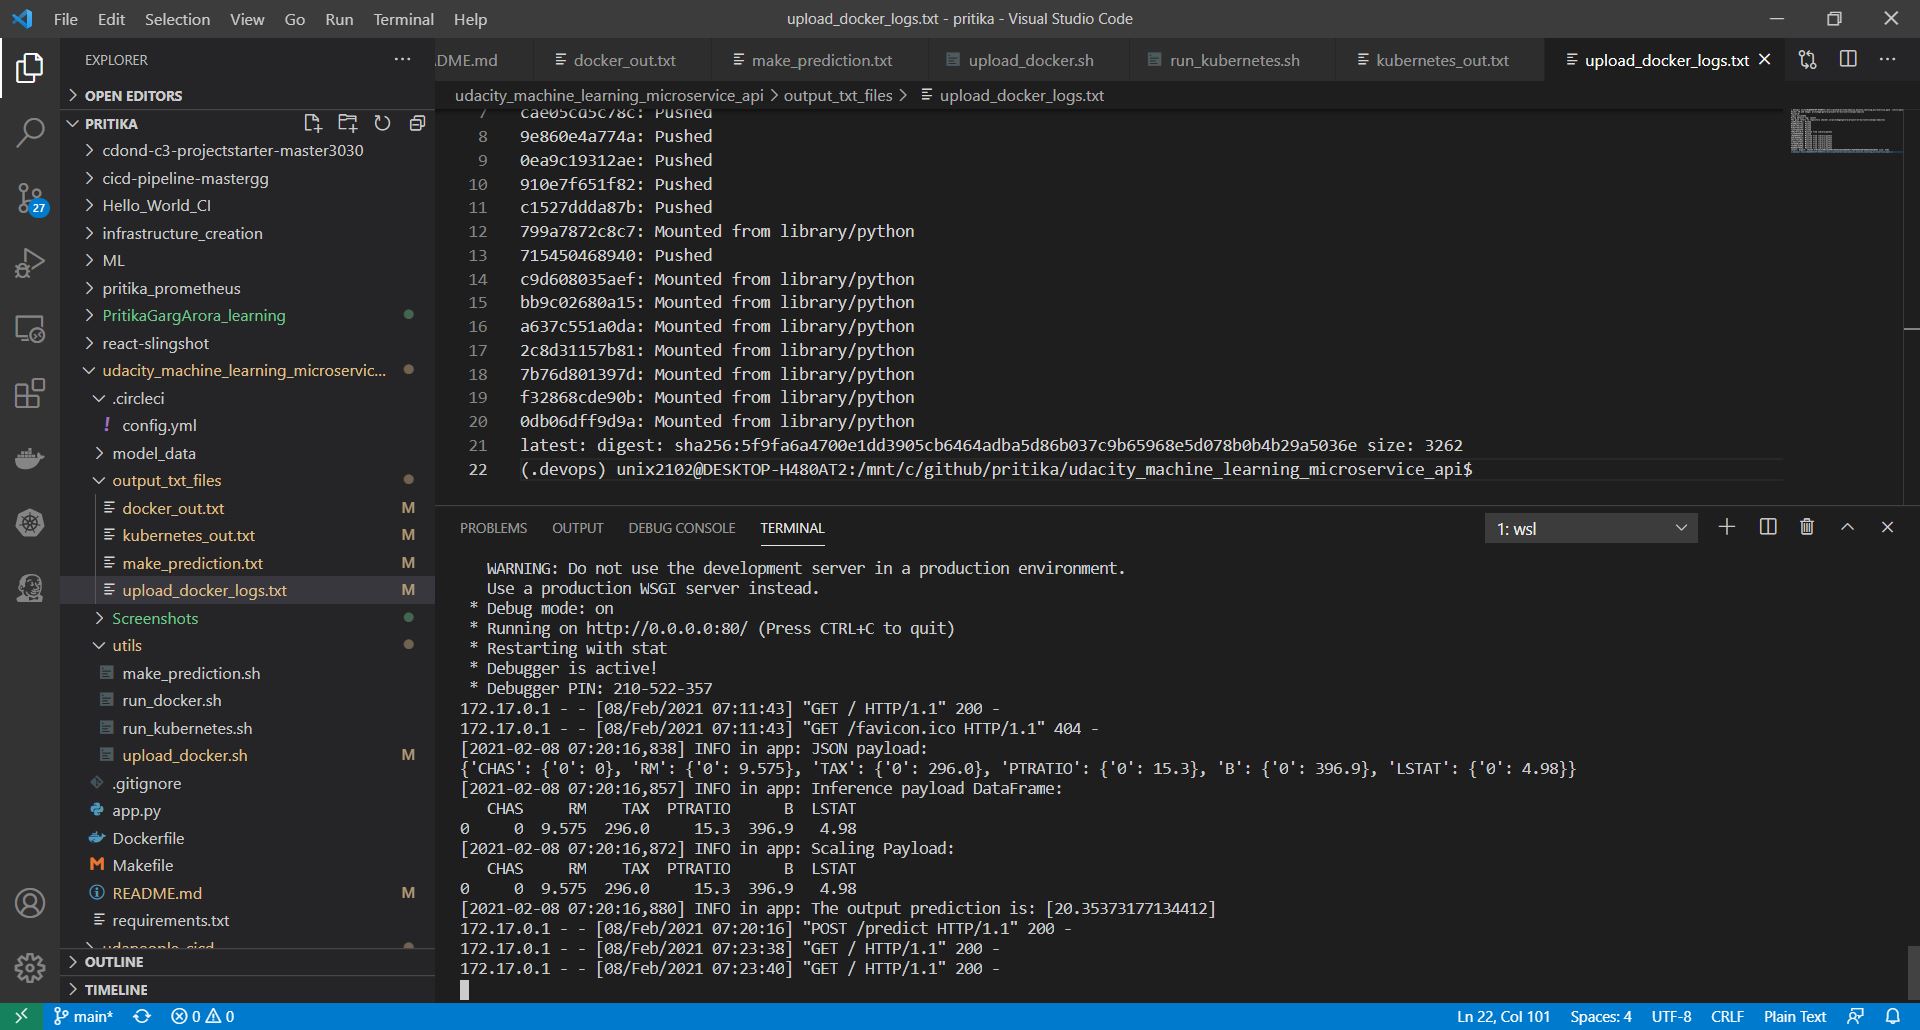 File Edit Selection View Go Run Terminal Help
upload_docker_logs.txt - pritika - Visual Studio Code
EXPLORER
OPEN EDITORS
PRITIKA
cdond-c3-projectstarter-master3030
cicd-pipeline-mastergg
Hello_World_CI
infrastructure_creation
ML
pritika_prometheus
PritikaGargArora_learning
react-slingshot
udacity_machine_learning_microservic...
.circleci
! config.yml
model_data
output_txt_files
docker_out.txt M
kubernetes_out.txt M
make_prediction.txt M
upload_docker_logs.txt M
Screenshots
utils
make_prediction.sh
run_docker.sh
run_kubernetes.sh
upload_docker.sh M
.gitignore
app.py
Dockerfile
Makefile
README.md M
requirements.txt
udapeople_cicd
OUTLINE
TIMELINE
27
DME.md docker_out.txt make_prediction.txt upload_docker.sh run_kubernetes.sh kubernetes_out.txt upload_docker_logs.txt
udacity_machine_learning_microservice_api > output_txt_files > upload_docker_logs.txt
7 cae05cd5c78c: Pushed
8 9e860e4a774a: Pushed
9 0ea9c19312ae: Pushed
10 910e7f651f82: Pushed
11 c1527ddda87b: Pushed
12 799a7872c8c7: Mounted from library/python
13 715450468940: Pushed
14 c9d608035aef: Mounted from library/python
15 bb9c02680a15: Mounted from library/python
16 a637c551a0da: Mounted from library/python
17 2c8d31157b81: Mounted from library/python
18 7b76d801397d: Mounted from library/python
19 f32868cde90b: Mounted from library/python
20 0db06dff9d9a: Mounted from library/python
21 latest: digest: sha256:5f9fa6a4700e1dd3905cb6464adba5d86b037c9b65968e5d078b0b4b29a5036e size: 3262
22 (.devops) unix2102@DESKTOP-H480AT2:/mnt/c/github/pritika/udacity_machine_learning_microservice_api$
PROBLEMS OUTPUT DEBUG CONSOLE TERMINAL 1: wsl
WARNING: Do not use the development server in a production environment.
Use a production WSGI server instead.
* Debug mode: on
* Running on http://0.0.0.0:80/ (Press CTRL+C to quit)
* Restarting with stat
* Debugger is active!
* Debugger PIN: 210-522-357
172.17.0.1 - - [08/Feb/2021 07:11:43] "GET / HTTP/1.1" 200 -
172.17.0.1 - - [08/Feb/2021 07:11:43] "GET /favicon.ico HTTP/1.1" 404 -
[2021-02-08 07:20:16,838] INFO in app: JSON payload:
{'CHAS': {'0': 0}, 'RM': {'0': 9.575}, 'TAX': {'0': 296.0}, 'PTRATIO': {'0': 15.3}, 'B': {'0': 396.9}, 'LSTAT': {'0': 4.98}}
[2021-02-08 07:20:16,857] INFO in app: Inference payload DataFrame:
CHAS RM TAX PTRATIO B LSTAT
0 0 9.575 296.0 15.3 396.9 4.98
[2021-02-08 07:20:16,872] INFO in app: Scaling Payload:
CHAS RM TAX PTRATIO B LSTAT
0 0 9.575 296.0 15.3 396.9 4.98
[2021-02-08 07:20:16,880] INFO in app: The output prediction is: [20.35373177134412]
172.17.0.1 - - [08/Feb/2021 07:20:16] "POST /predict HTTP/1.1" 200 -
172.17.0.1 - - [08/Feb/2021 07:23:38] "GET / HTTP/1.1" 200 -
172.17.0.1 - - [08/Feb/2021 07:23:40] "GET / HTTP/1.1" 200 -
main* 0 0 Ln 22, Col 101 Spaces: 4 UTF-8 CRLF Plain Text